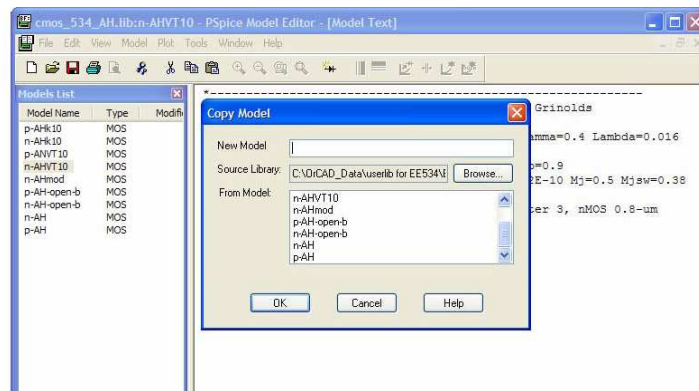 cmos_534_AH.lib:n-AHVT10 - PSpice Model Editor - [Model Text]
File Edit View Model Plot Tools Window Help
Models List
Model Name Type Modifi
p-AHk10 MOS
n-AHk10 MOS
p-ANVT10 MOS
n-AHVT10 MOS
n-AHmod MOS
p-AH-open-b MOS
n-AH-open-b MOS
n-AH MOS
p-AH MOS
*----------------------------------------------------------
Grinolds
mma=0.4 Lambda=0.016
=0.9
E-10 Mj=0.5 Mjsw=0.38
ter 3, nMOS 0.8-um
Copy Model
New Model
Source Library: C:\OrCAD_Data\userlib for EE534\E Browse...
From Model:
n-AHVT10
n-AHmod
p-AH-open-b
n-AH-open-b
n-AH
p-AH
OK Cancel Help